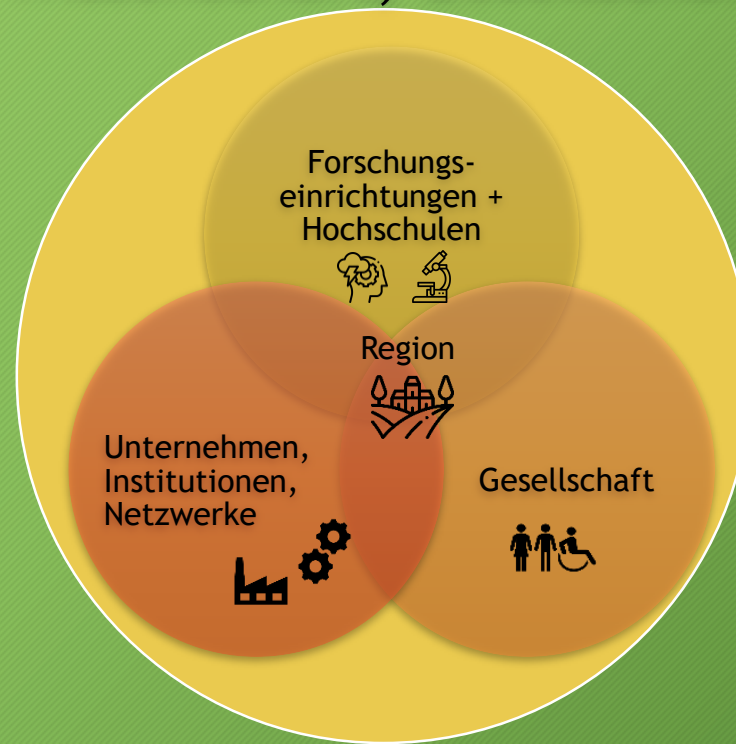 Forschungs-
einrichtungen +
Hochschulen
Region
Unternehmen,
Institutionen,
Netzwerke
Gesellschaft